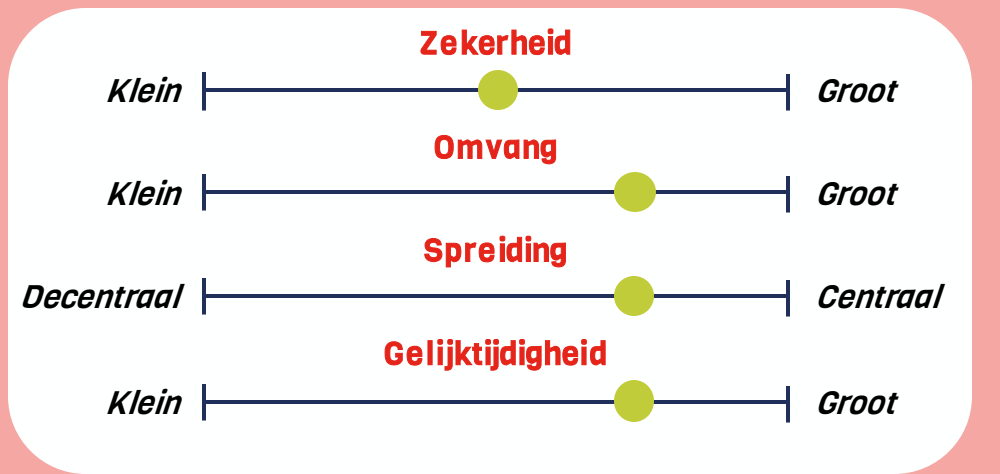 Zekerheid
Klein Groot
Omvang
Klein Groot
Spreiding
Decentraal Centraal
Gelijktijdigheid
Klein Groot